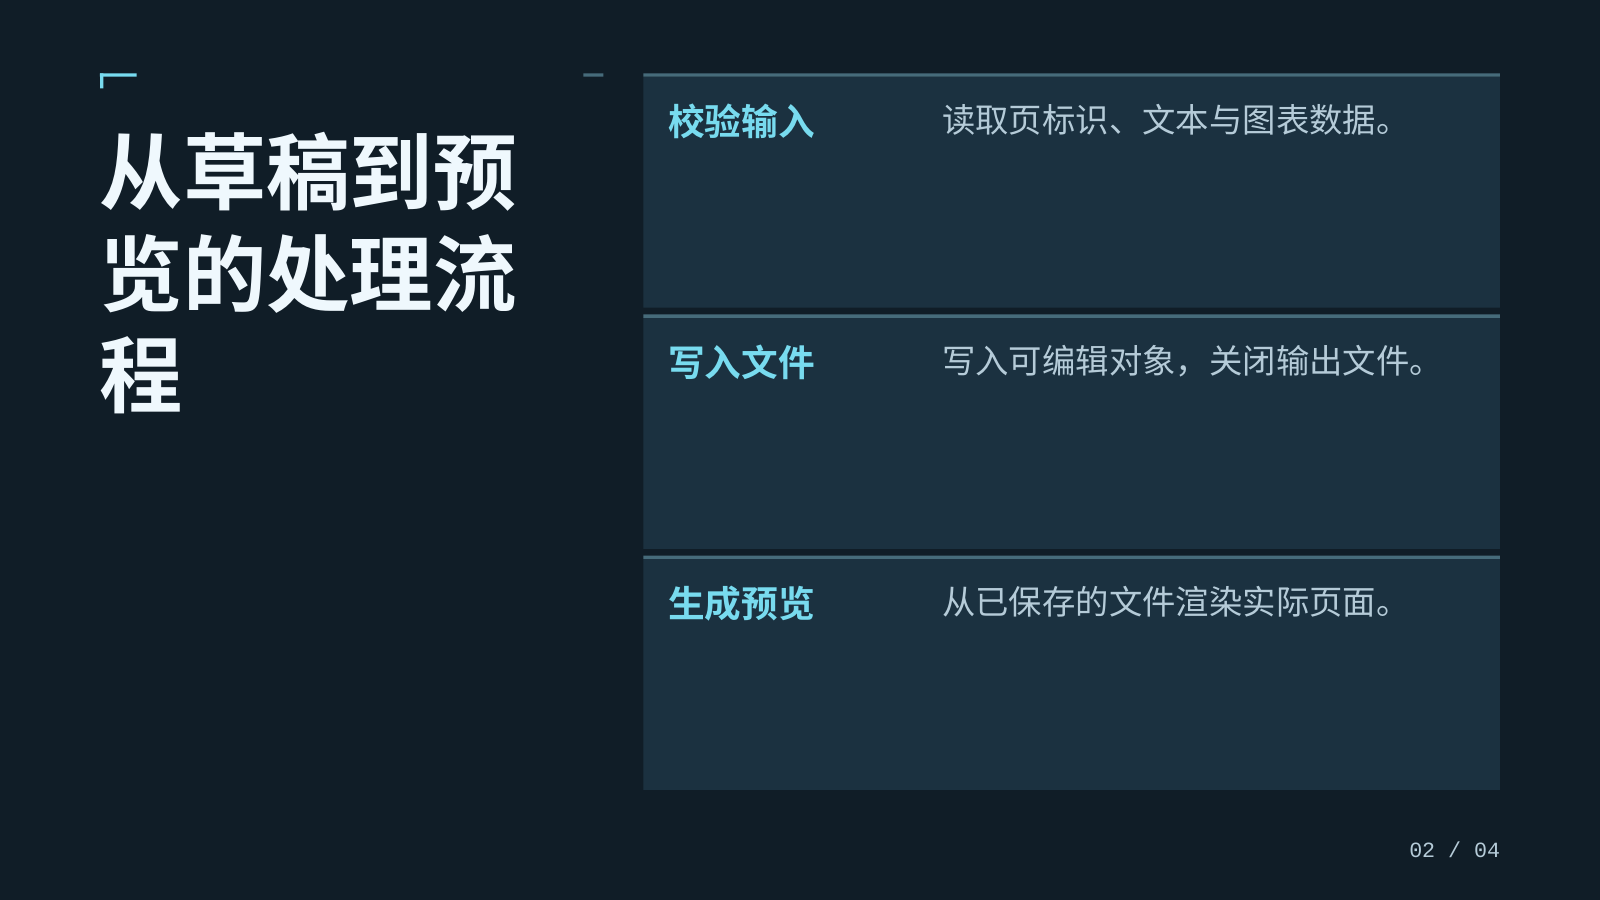 从草稿到预
览的处理流
程
校验输入
读取页标识、文本与图表数据。
写入文件
写入可编辑对象，关闭输出文件。
生成预览
从已保存的文件渲染实际页面。
02 / 04